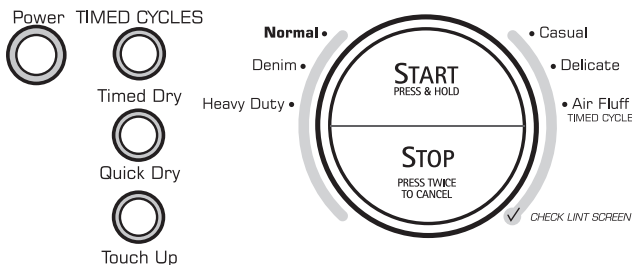 Power
TIMED CYCLES
Timed Dry
Quick Dry
Touch Up
Normal •
Denim •
Heavy Duty •
START
PRESS & HOLD
STOP
PRESS TWICE
TO CANCEL
• Casual
• Delicate
• Air Fluff
TIMED CYCLE
✓ CHECK LINT SCREEN